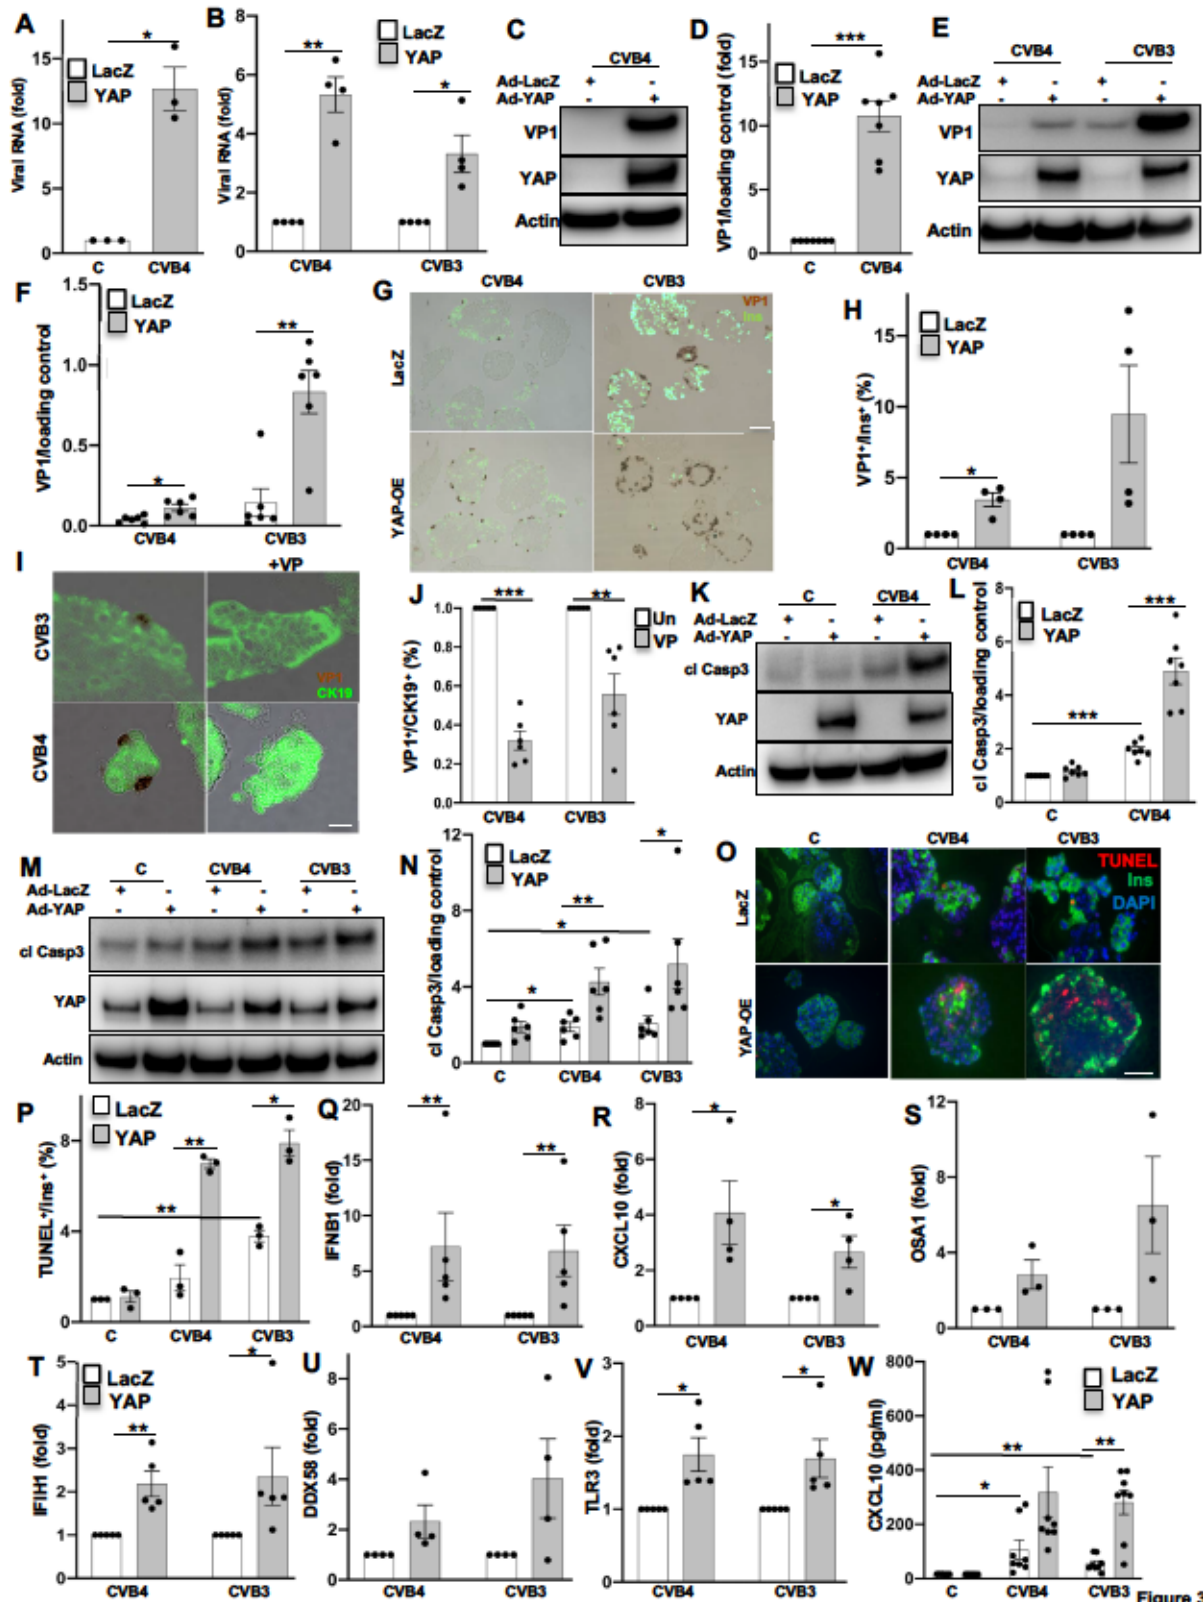 A
*
15
10
5
0
Viral RNA (fold)
LacZ
YAP
C
CVB4
B
**
*
LacZ
YAP
8
6
4
2
0
Viral RNA (fold)
CVB4
CVB3
C
CVB4
Ad-LacZ + -
Ad-YAP - +
VP1
YAP
Actin
D
***
LacZ
YAP
15
10
5
0
VP1/loading control (fold)
C
CVB4
E
CVB4
CVB3
Ad-LacZ + - + -
Ad-YAP - + - +
VP1
YAP
Actin
F
LacZ
YAP
**
*
1.5
1.0
0.5
0.0
VP1/loading control
CVB4
CVB3
G
CVB4
CVB3
VP1
Ins
LacZ
YAP-OE
H
LacZ
YAP
*
15
10
5
0
VP1+/Ins+ (%)
CVB4
CVB3
I
+VP
CVB3
VP1
CK19
CVB4
J
***
**
Un
VP
1.0
0.8
0.6
0.4
0.2
0.0
VP1+/CK19+ (%)
CVB4
CVB3
K
C
CVB4
Ad-LacZ + - + -
Ad-YAP - + - +
cl Casp3
YAP
Actin
L
LacZ
YAP
***
***
8
6
4
2
0
cl Casp3/loading control
C
CVB4
M
C
CVB4
CVB3
Ad-LacZ + - + - + -
Ad-YAP - + - + - +
cl Casp3
YAP
Actin
N
LacZ
YAP
*
**
*
*
12
8
4
0
cl Casp3/loading control
C
CVB4
CVB3
O
C
CVB4
CVB3
TUNEL
Ins
DAPI
LacZ
YAP-OE
P
LacZ
YAP
*
**
**
8
4
0
TUNEL+/Ins+ (%)
C
CVB4
CVB3
Q
**
**
20
15
10
5
0
IFNB1 (fold)
CVB4
CVB3
R
*
*
8
6
4
2
0
CXCL10 (fold)
CVB4
CVB3
S
12
8
4
0
OSA1 (fold)
CVB4
CVB3
T
LacZ
YAP
*
**
5
4
3
2
1
0
IFIH1 (fold)
CVB4
CVB3
U
8
6
4
2
0
DDX58 (fold)
CVB4
CVB3
V
*
*
3
2
1
0
TLR3 (fold)
CVB4
CVB3
W
LacZ
YAP
**
**
*
800
600
400
200
0
CXCL10 (pg/ml)
C
CVB4
CVB3
Figure 3